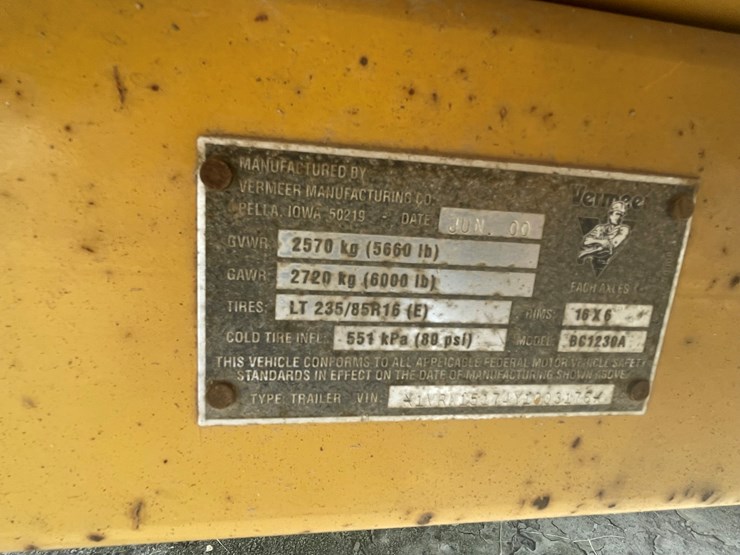 MANUFACTURED BY
VERMEER MANUFACTURING CO.
PELLA, IOWA 50219 - DATE JUN. 00
Vermeer
GVWR 2570 kg (5660 lb)
GAWR 2720 kg (6000 lb)
EACH AXLES
TIRES: LT 235/85R16 (E) RIMS 16 X 6
COLD TIRE INFL. 551 kPa (80 psi) MODEL BC1230A
THIS VEHICLE CONFORMS TO ALL APPLICABLE FEDERAL MOTOR VEHICLE SAFETY
STANDARDS IN EFFECT ON THE DATE OF MANUFACTURING SHOWN ABOVE
TYPE: TRAILER VIN.